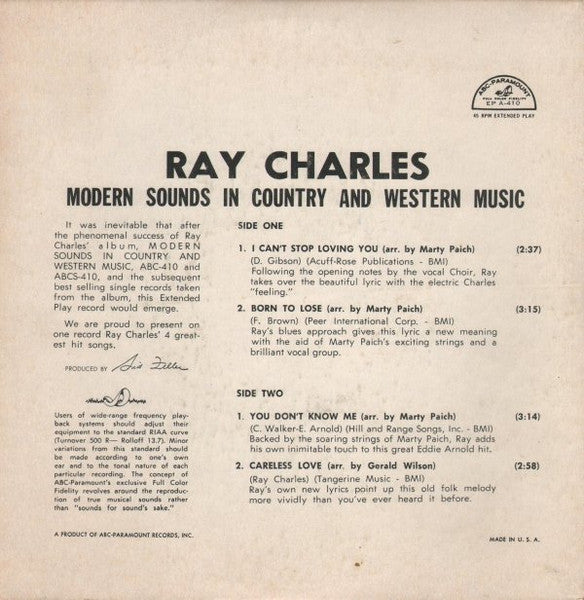 ABC-PARAMOUNT
FULL COLOR FIDELITY
EP A-410
45 RPM EXTENDED PLAY
RAY CHARLES
MODERN SOUNDS IN COUNTRY AND WESTERN MUSIC
It was inevitable that after
the phenomenal success of Ray
Charles' album, MODERN
SOUNDS IN COUNTRY AND
WESTERN MUSIC, ABC-410 and
ABCS-410, and the subsequent
best selling single records taken
from the album, this Extended
Play record would emerge.
We are proud to present on
one record Ray Charles' 4 great-
est hit songs.
PRODUCED BY Sid Feller
Users of wide-range frequency play-
back systems should adjust their
equipment to the standard RIAA curve
(Turnover 500 R— Rolloff 13.7). Minor
variations from this standard should
be made according to one's own
ear and to the tonal nature of each
particular recording. The concept of
ABC-Paramount's exclusive Full Color
Fidelity revolves around the reproduc-
tion of true musical sounds rather
than "sounds for sound's sake."
A PRODUCT OF ABC-PARAMOUNT RECORDS, INC.
SIDE ONE
1. I CAN'T STOP LOVING YOU (arr. by Marty Paich) (2:37)
(D. Gibson) (Acuff-Rose Publications - BMI)
Following the opening notes by the vocal Choir, Ray
takes over the beautiful lyric with the electric Charles
"feeling."
2. BORN TO LOSE (arr by Marty Paich) (3:15)
(F. Brown) (Peer International Corp. - BMI)
Ray's blues approach gives this lyric a new meaning
with the aid of Marty Paich's exciting strings and a
brilliant vocal group.
SIDE TWO
1. YOU DON'T KNOW ME (arr. by Marty Paich) (3:14)
(C. Walker-E. Arnold) (Hill and Range Songs, Inc. - BMI)
Backed by the soaring strings of Marty Paich, Ray adds
his own inimitable touch to this great Eddie Arnold hit.
2. CARELESS LOVE (arr by Gerald Wilson) (2:58)
(Ray Charles) (Tangerine Music - BMI)
Ray's own new lyrics point up this old folk melody
more vividly than you've ever heard it before.
MADE IN U. S. A.